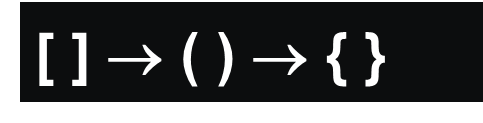 [ ] → ( ) → { }